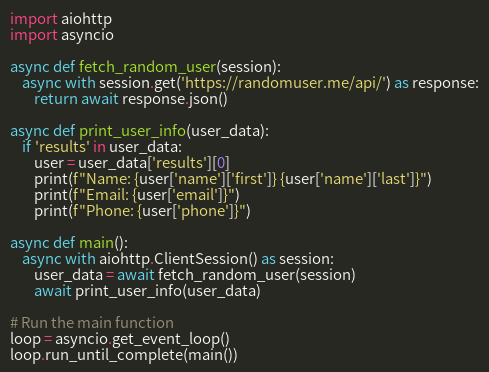 import aiohttp
import asyncio

async def fetch_random_user(session):
    async with session.get('https://randomuser.me/api/') as response:
        return await response.json()

async def print_user_info(user_data):
    if 'results' in user_data:
        user = user_data['results'][0]
        print(f"Name: {user['name']['first']} {user['name']['last']}")
        print(f"Email: {user['email']}")
        print(f"Phone: {user['phone']}")

async def main():
    async with aiohttp.ClientSession() as session:
        user_data = await fetch_random_user(session)
        await print_user_info(user_data)

# Run the main function
loop = asyncio.get_event_loop()
loop.run_until_complete(main())